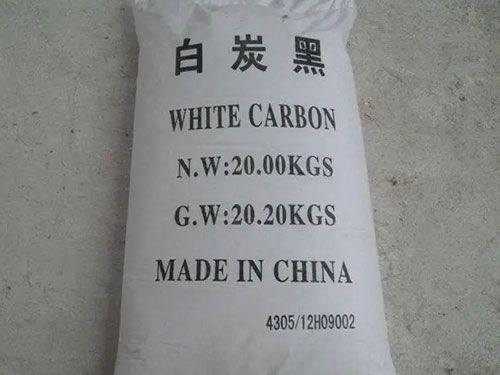 白炭黑
WHITE CARBON
N.W:20.00KGS
G.W:20.20KGS
MADE IN CHINA
4305/12H09002